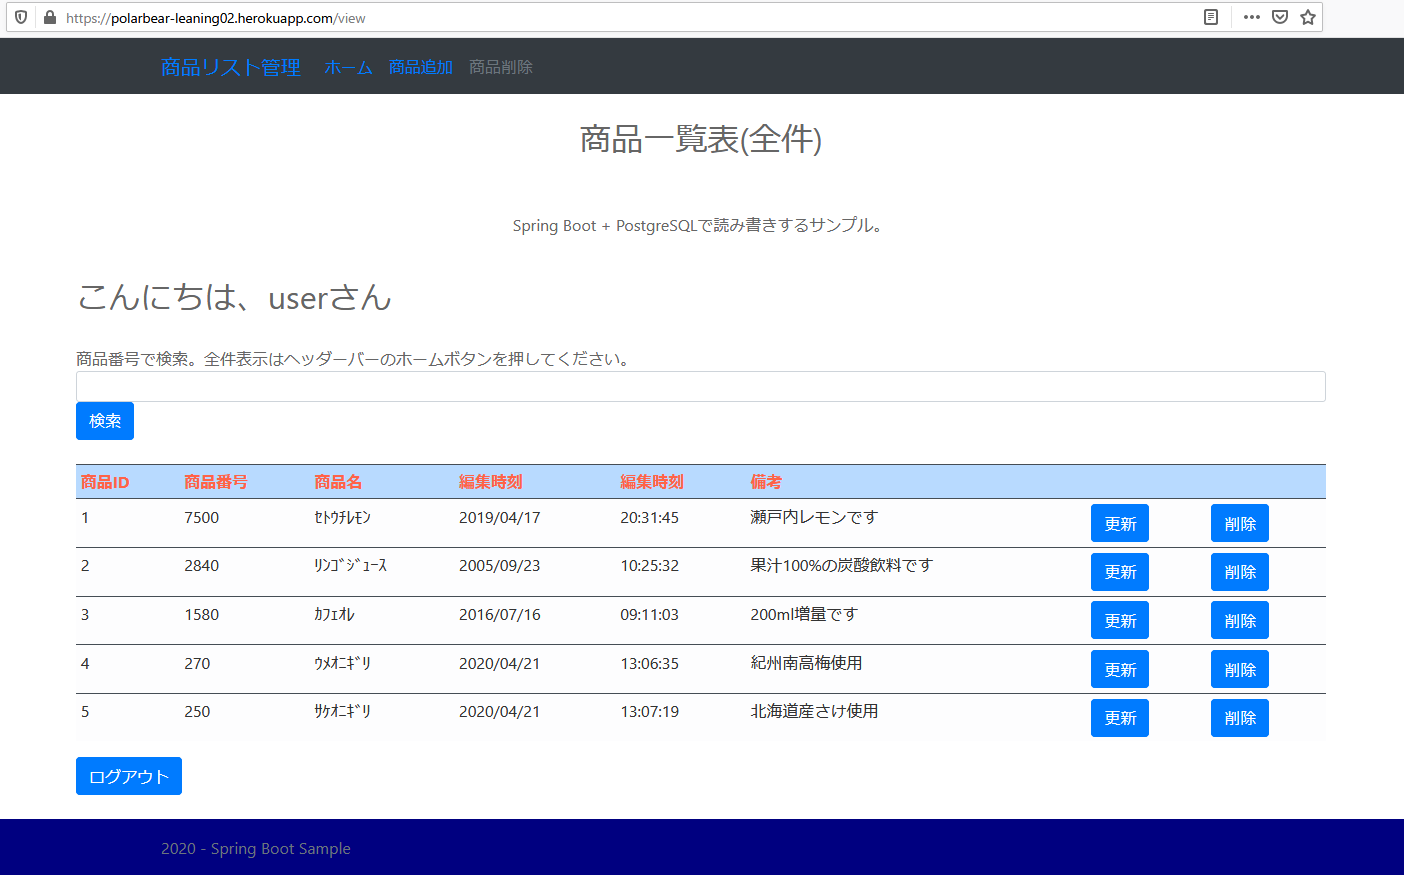 https://polarbear-leaning02.herokuapp.com/view
商品リスト管理 ホーム 商品追加 商品削除
商品一覧表(全件)
Spring Boot + PostgreSQLで読み書きするサンプル。
こんにちは、userさん
商品番号で検索。全件表示はヘッダーバーのホームボタンを押してください。
検索
商品ID 商品番号 商品名 編集時刻 編集時刻 備考
1 7500 ｾﾄｳﾁﾚﾓﾝ 2019/04/17 20:31:45 瀬戸内レモンです 更新 削除
2 2840 ﾘﾝｺﾞｼﾞｭｰｽ 2005/09/23 10:25:32 果汁100%の炭酸飲料です 更新 削除
3 1580 ｶﾌｪｵﾚ 2016/07/16 09:11:03 200ml増量です 更新 削除
4 270 ｳﾒｵﾆｷﾞﾘ 2020/04/21 13:06:35 紀州南高梅使用 更新 削除
5 250 ｻｹｵﾆｷﾞﾘ 2020/04/21 13:07:19 北海道産さけ使用 更新 削除
ログアウト
2020 - Spring Boot Sample